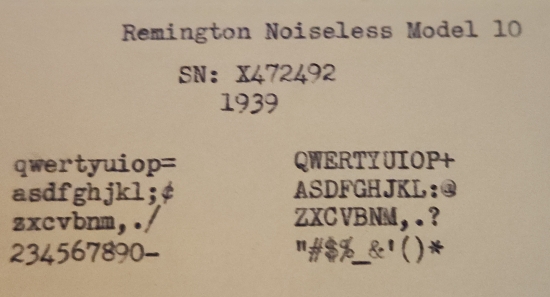 Remington Noiseless Model 10
SN: X472492
1939
qwertyuiop=
asdfghjkl;¢
zxcvbnm,./
234567890-
QWERTYUIOP+
ASDFGHJKL:@
ZXCVBNM,.?
"#$%_&'()*